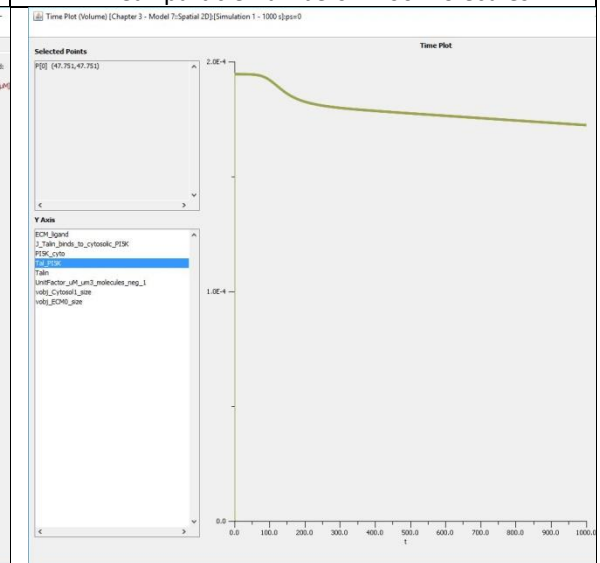 Time Plot (Volume) [Chapter 3 - Model 7::Spatial 2D]:[Simulation 1 - 1000 s]:ps=0
Selected Points
P[0] (47.751,47.751)
Y Axis
ECM_ligand
J_Talin_binds_to_cytosolic_PI5K
PI5K_cyto
Tal_PI5K
Talin
UnitFactor_uM_um3_molecules_neg_1
vobj_Cytosol1_size
vobj_ECM0_size
Time Plot
2.0E-4
1.0E-4
0.0
0.0 100.0 200.0 300.0 400.0 500.0 600.0 700.0 800.0 900.0 1000.0
t